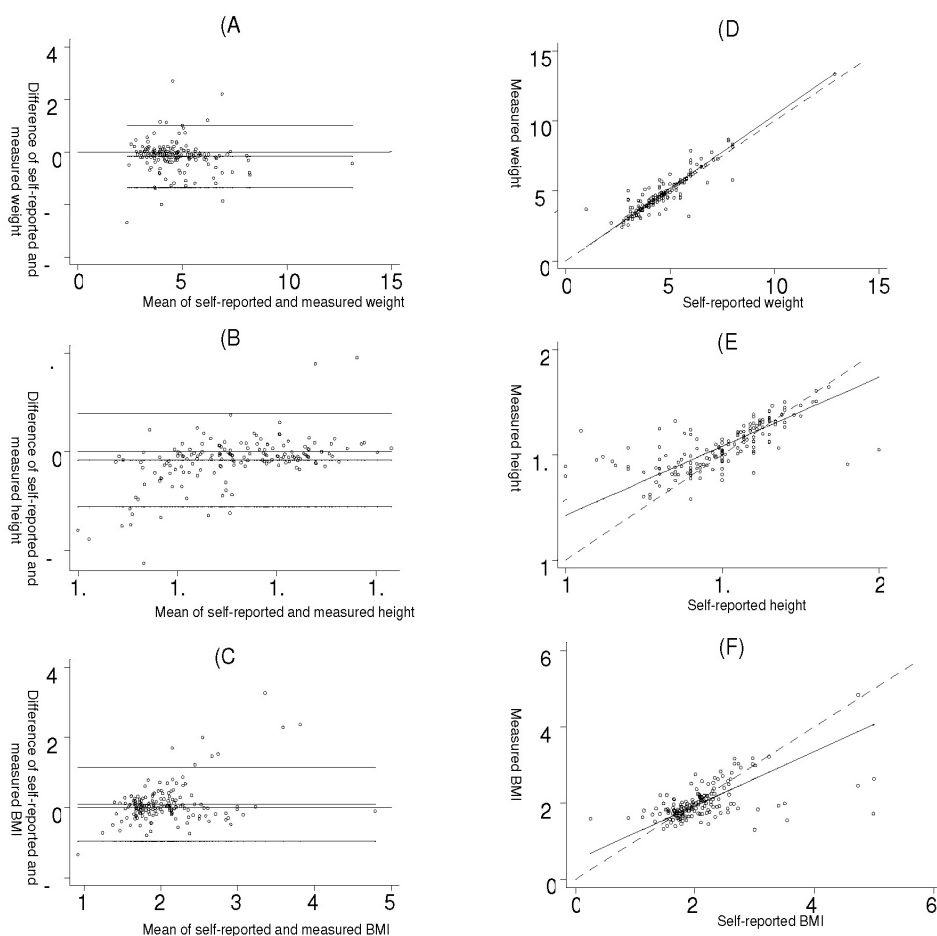 (A
4
2
0
-
-
0 5 10 15
Difference of self-reported and
measured weight
Mean of self-reported and measured weight
(D
15
10
5
0
0 5 10 15
Measured weight
Self-reported weight
(B
.
0
-
1. 1. 1. 1.
Difference of self-reported and
measured height
Mean of self-reported and measured height
(E
2
1.
1
1 1. 2
Measured height
Self-reported height
(C
4
2
0
-
1 2 3 4 5
Difference of self-reported and
measured BMI
Mean of self-reported and measured BMI
(F)
6
4
2
0
0 2 4 6
Measured BMI
Self-reported BMI